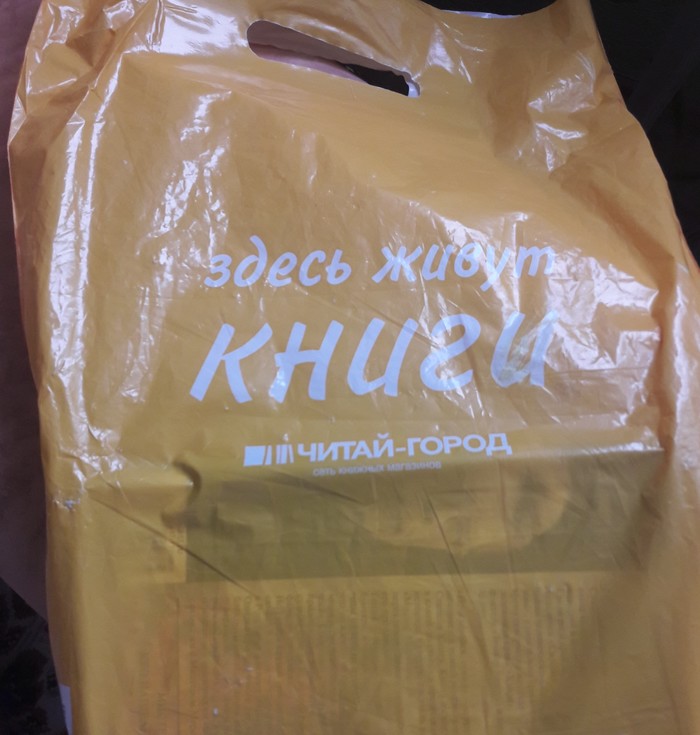 здесь живут
книги
ЧИТАЙ-ГОРОД
сеть книжных магазинов